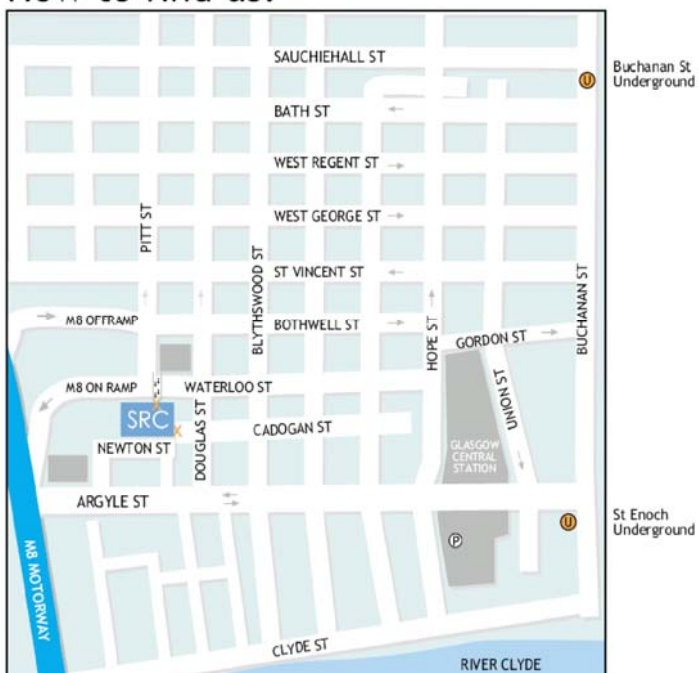 SAUCHIEHALL ST
Buchanan St
Underground
U
BATH ST
WEST REGENT ST
PITT ST
WEST GEORGE ST
BLYTHSWOOD ST
ST VINCENT ST
BUCHANAN ST
M8 OFFRAMP
BOTHWELL ST
HOPE ST
GORDON ST
M8 ON RAMP
WATERLOO ST
UNION ST
SRC
X
X
DOUGLAS ST
CADOGAN ST
NEWTON ST
GLASGOW
CENTRAL
STATION
ARGYLE ST
U
St Enoch
Underground
P
M8 MOTORWAY
CLYDE ST
RIVER CLYDE